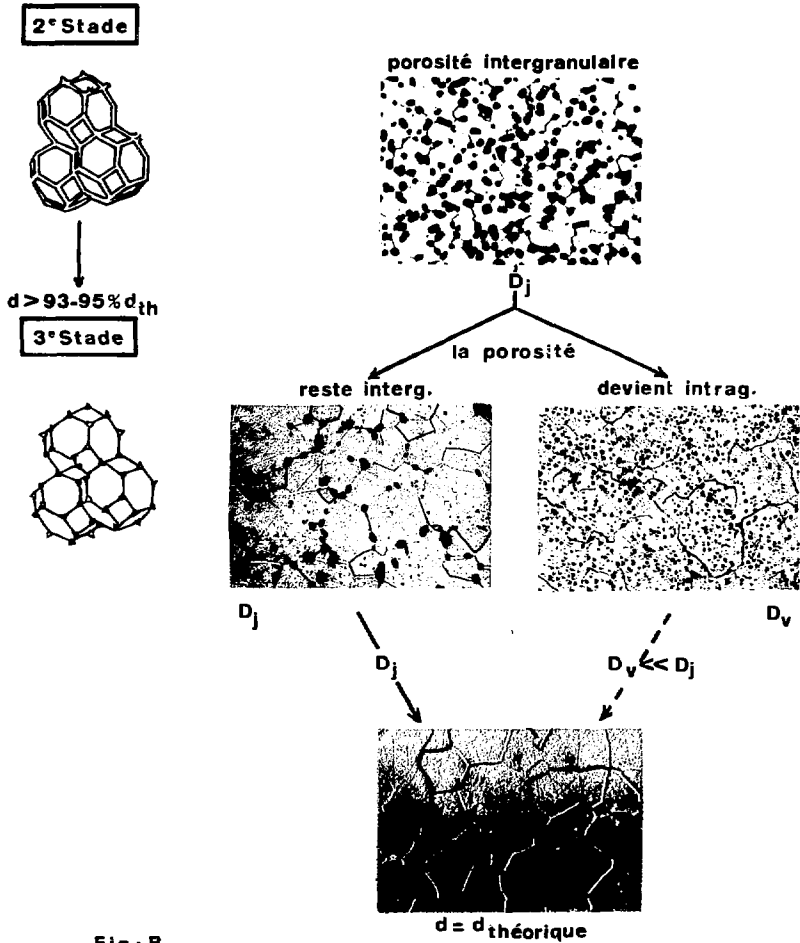 2e Stade
porosité intergranulaire
Dj
d > 93-95% dth
3e Stade
la porosité
reste interg.
devient intrag.
Dj
Dv
Dj
Dv << Dj
d = dthéorique